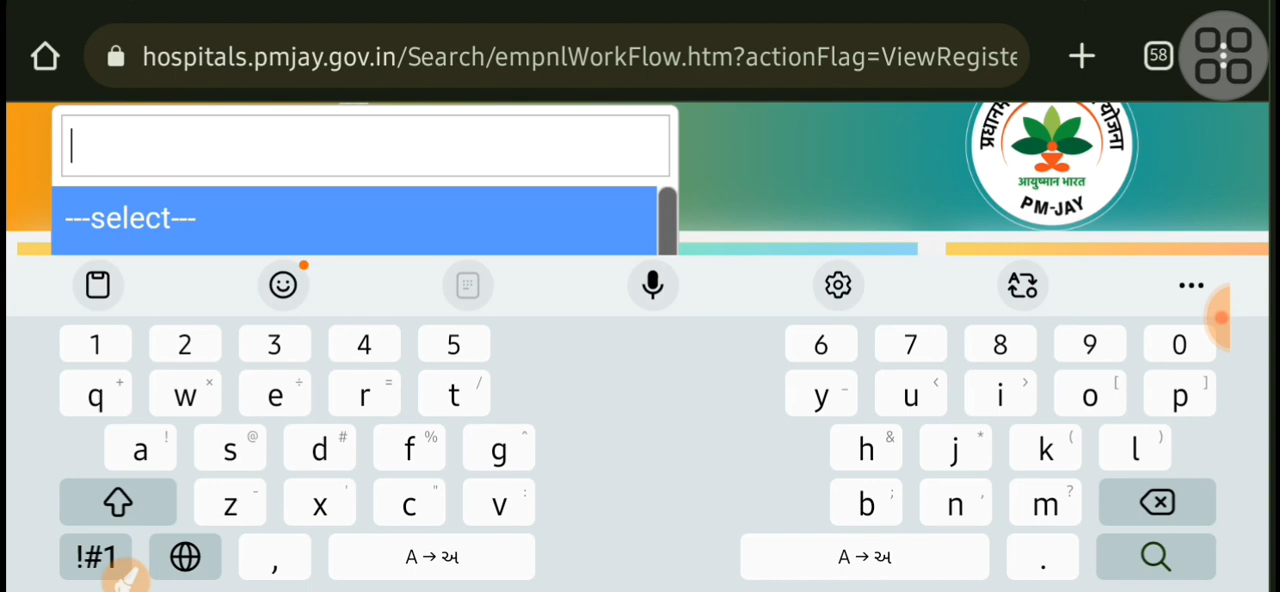 hospitals.pmjay.gov.in/Search/empnlWorkFlow.htm?actionFlag=ViewRegiste
58
---select---
आयुष्मान भारत
PM-JAY
1 2 3 4 5 6 7 8 9 0
q + w × e ÷ r = t / y _ u < i > o [ p ]
a ! s @ d # f % g ^ h & j * k ( l )
z - x ' c " v : b ; n , m ?
!#1 , A → અ A → અ .